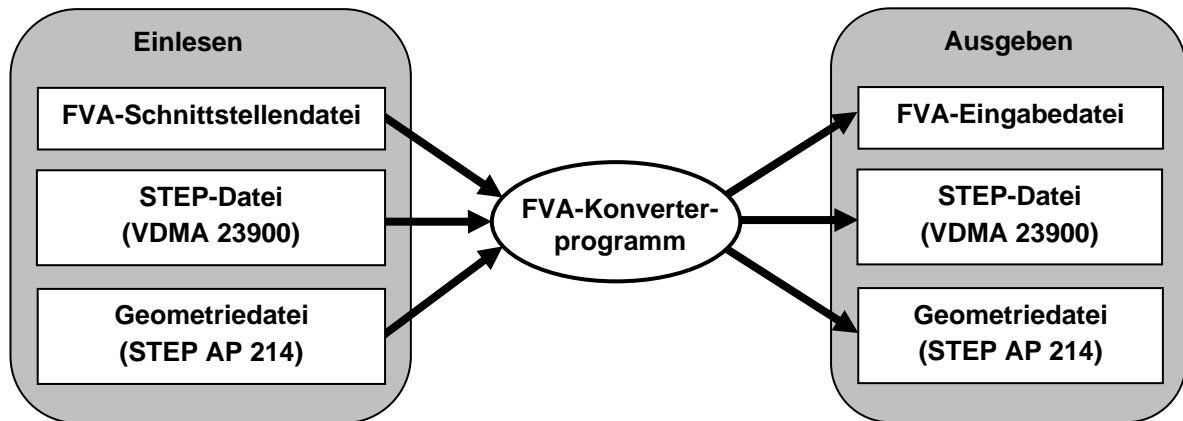 Einlesen
FVA-Schnittstellendatei
STEP-Datei
(VDMA 23900)
Geometriedatei
(STEP AP 214)
FVA-Konverter-
programm
Ausgeben
FVA-Eingabedatei
STEP-Datei
(VDMA 23900)
Geometriedatei
(STEP AP 214)